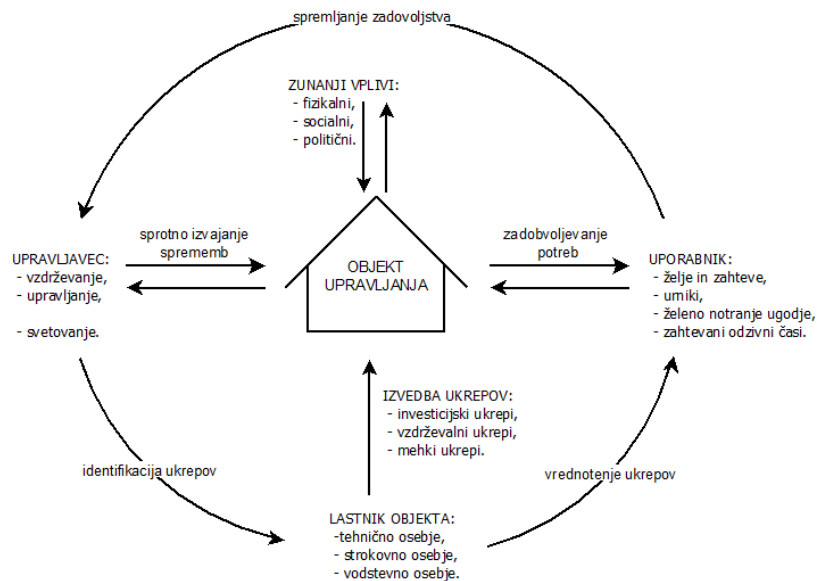 spremljanje zadovoljstva
ZUNANJI VPLIVI:
- fizikalni,
- socialni,
- politični.
UPRAVLJAVEC:
- vzdrževanje,
- upravljanje,
- svetovanje.
sprotno izvajanje
sprememb
OBJEKT
UPRAVLJANJA
zadobvoljevanje
potreb
UPORABNIK:
- želje in zahteve,
- urniki,
- želeno notranje ugodje,
- zahtevani odzivni časi.
IZVEDBA UKREPOV:
- investicijski ukrepi,
- vzdrževalni ukrepi,
- mehki ukrepi.
identifikacija ukrepov
vrednotenje ukrepov
LASTNIK OBJEKTA:
-tehnično osebje,
- strokovno osebje,
- vodstevno osebje.